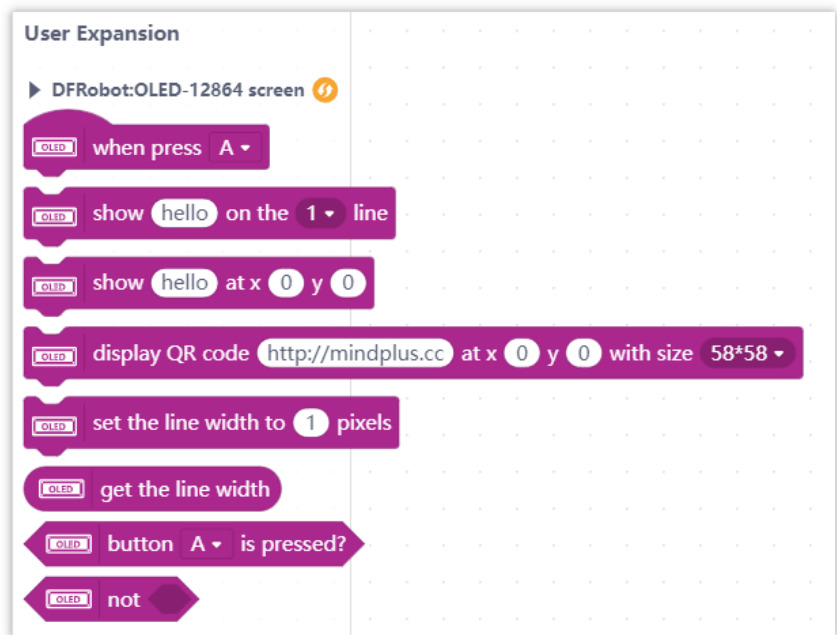 User Expansion
DFRobot:OLED-12864 screen
OLED when press A
OLED show hello on the 1 line
OLED show hello at x 0 y 0
OLED display QR code http://mindplus.cc at x 0 y 0 with size 58*58
OLED set the line width to 1 pixels
OLED get the line width
OLED button A is pressed?
OLED not